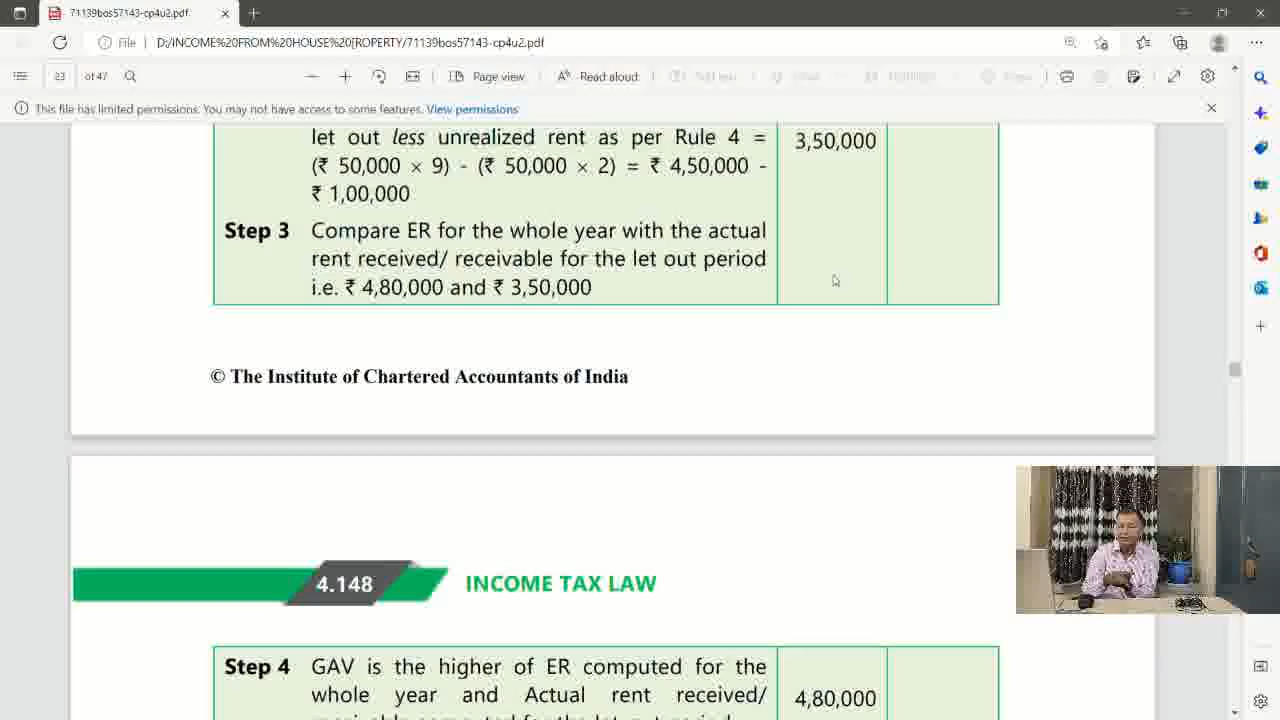 71139bos57143-cp4u2.pdf
File D:/INCOME%20FROM%20HOUSE%20[ROPERTY/71139bos57143-cp4u2.pdf
23 of 47 Page view Read aloud
This file has limited permissions. You may not have access to some features. View permissions
let out less unrealized rent as per Rule 4 = 3,50,000
(₹ 50,000 × 9) - (₹ 50,000 × 2) = ₹ 4,50,000 -
₹ 1,00,000
Step 3 Compare ER for the whole year with the actual
rent received/ receivable for the let out period
i.e. ₹ 4,80,000 and ₹ 3,50,000
© The Institute of Chartered Accountants of India
4.148 INCOME TAX LAW
Step 4 GAV is the higher of ER computed for the
whole year and Actual rent received/ 4,80,000